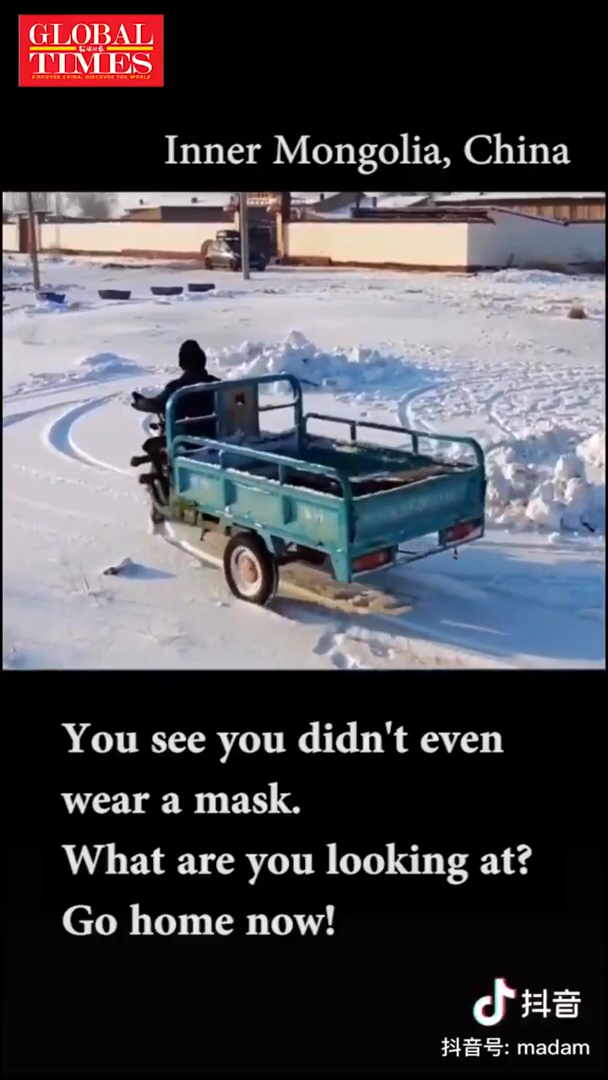 GLOBAL
TIMES
DISCOVER CHINA, DISCOVER THE WORLD
Inner Mongolia, China
You see you didn't even
wear a mask.
What are you looking at?
Go home now!
抖音
抖音号: madam